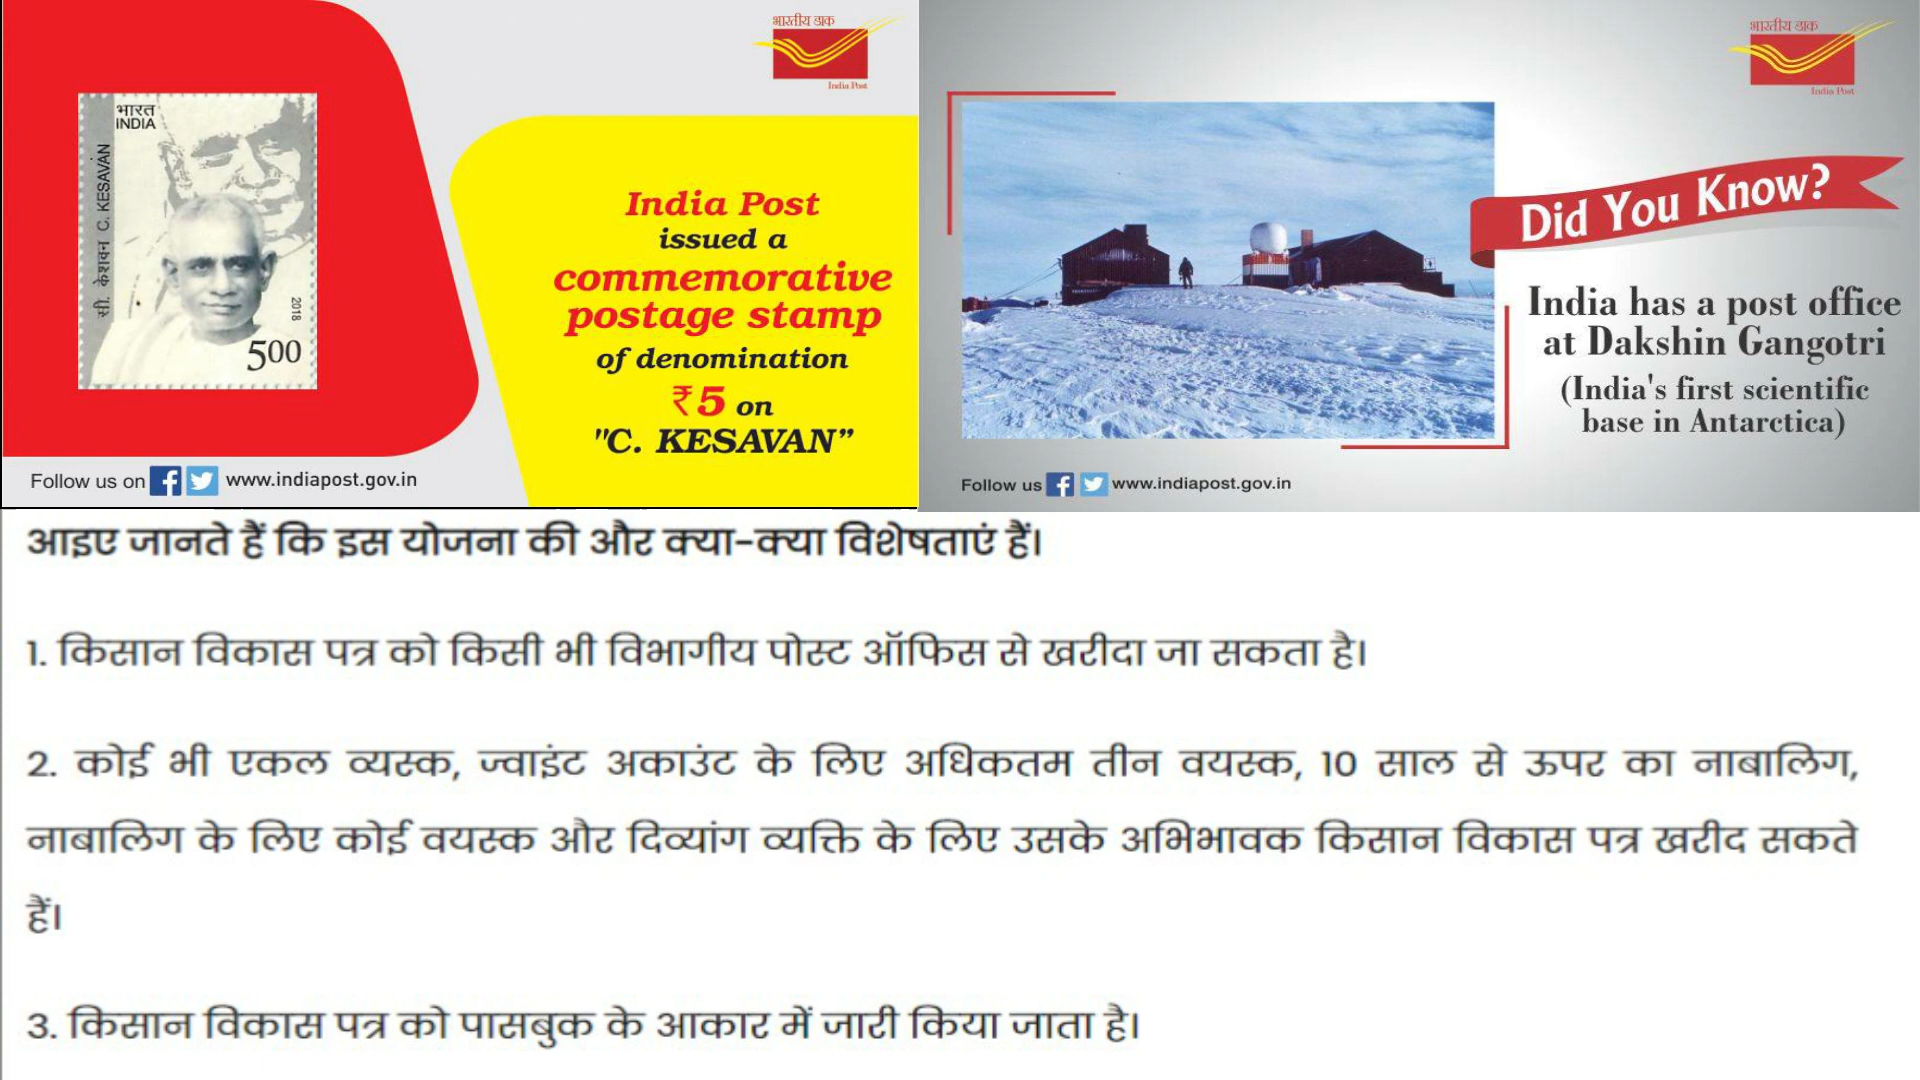 भारतीय डाक
India Post
भारत
INDIA
सी. केशवन C. KESAVAN
2018
500
India Post
issued a
commemorative
postage stamp
of denomination
₹5 on
"C. KESAVAN”
Follow us on www.indiapost.gov.in
भारतीय डाक
India Post
Did You Know?
India has a post office
at Dakshin Gangotri
(India's first scientific
base in Antarctica)
Follow us www.indiapost.gov.in
आइए जानते हैं कि इस योजना की और क्या-क्या विशेषताएं हैं।
1. किसान विकास पत्र को किसी भी विभागीय पोस्ट ऑफिस से खरीदा जा सकता है।
2. कोई भी एकल व्यस्क, ज्वाइंट अकाउंट के लिए अधिकतम तीन वयस्क, 10 साल से ऊपर का नाबालिग,
नाबालिग के लिए कोई वयस्क और दिव्यांग व्यक्ति के लिए उसके अभिभावक किसान विकास पत्र खरीद सकते
हैं।
3. किसान विकास पत्र को पासबुक के आकार में जारी किया जाता है।